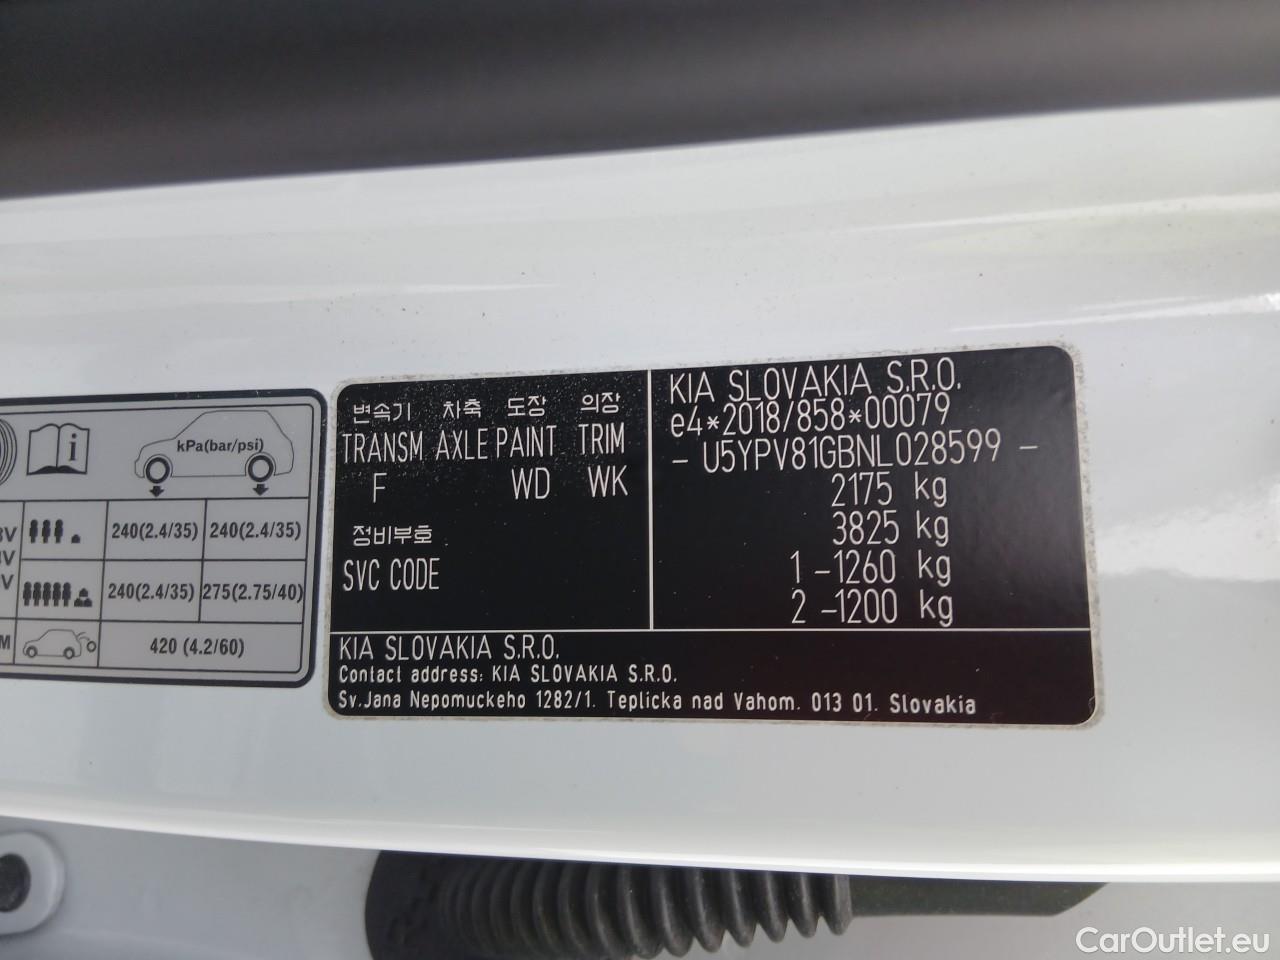 kPa(bar/psi)
240(2.4/35) 240(2.4/35)
240(2.4/35) 275(2.75/40)
420 (4.2/60)
변속기 차축 도장 의장
TRANSM AXLE PAINT TRIM
F WD WK
정비부호
SVC CODE
KIA SLOVAKIA S.R.O.
e4*2018/858*00079
- U5YPV81GBNL028599 -
2175 kg
3825 kg
1 -1260 kg
2 -1200 kg
KIA SLOVAKIA S.R.O.
Contact address: KIA SLOVAKIA S.R.O.
Sv.Jana Nepomuckeho 1282/1. Teplicka nad Vahom. 013 01. Slovakia
CarOutlet.eu